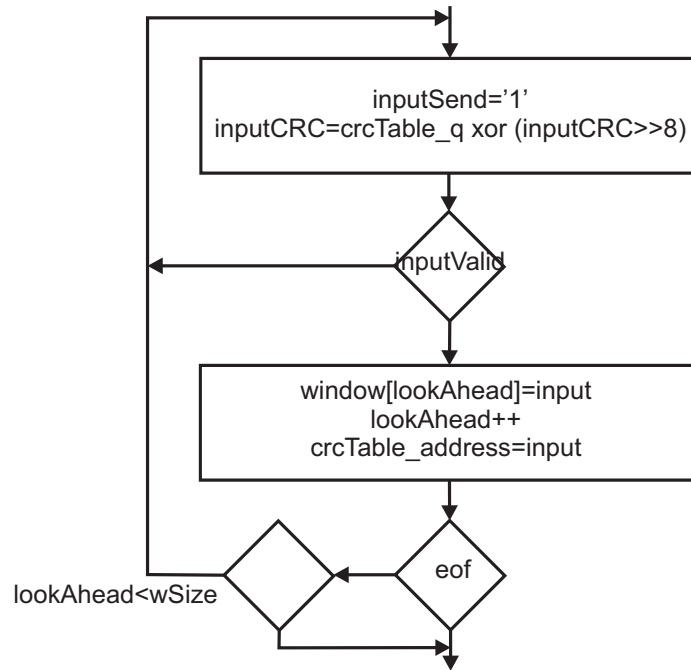 inputSend='1'
inputCRC=crcTable_q xor (inputCRC>>8)
inputValid
window[lookAhead]=input
lookAhead++
crcTable_address=input
eof
lookAhead<wSize